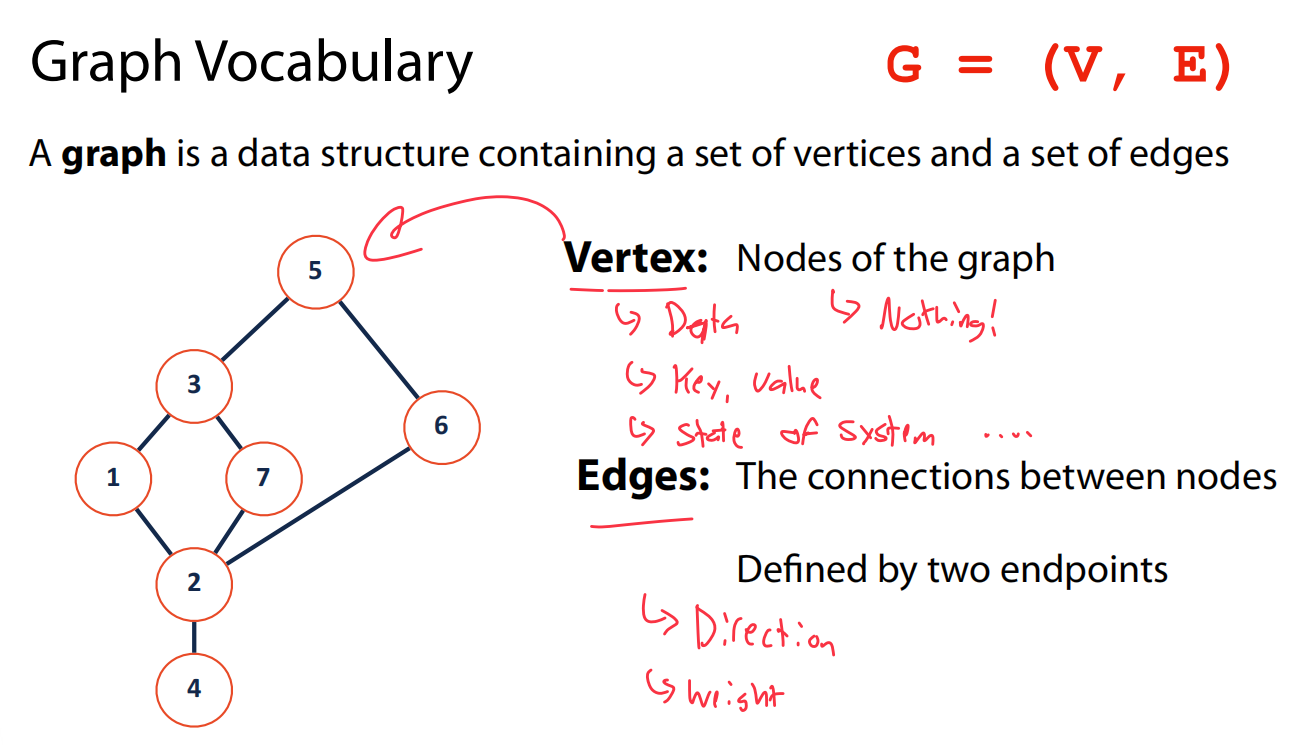 Graph Vocabulary
G = (V, E)
A graph is a data structure containing a set of vertices and a set of edges
5
3
6
1
7
2
4
Vertex: Nodes of the graph
↳ Data ↳ Nothing!
↳ Key, value
↳ State of system ....
Edges: The connections between nodes
Defined by two endpoints
↳ Direction
↳ Weight